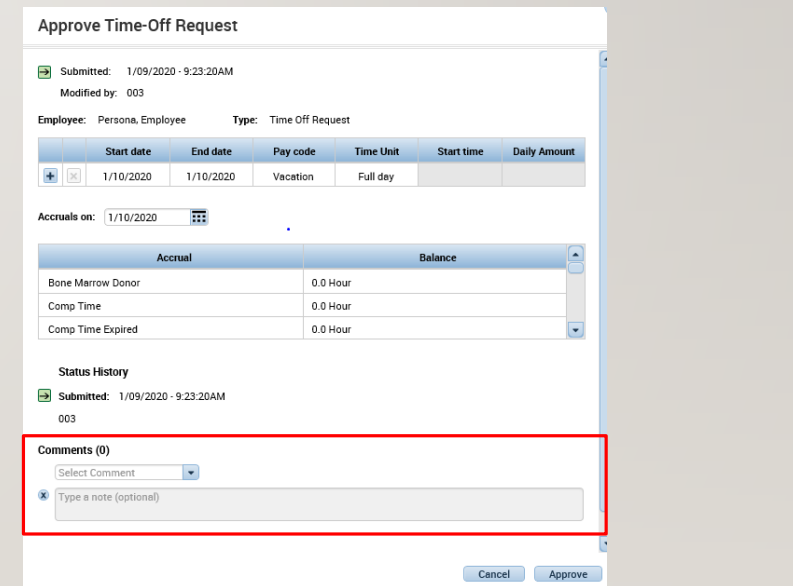 Approve Time-Off Request
Submitted: 1/09/2020 - 9:23:20AM
Modified by: 003
Employee: Persona, Employee Type: Time Off Request
Start date End date Pay code Time Unit Start time Daily Amount
1/10/2020 1/10/2020 Vacation Full day
Accruals on: 1/10/2020
Accrual Balance
Bone Marrow Donor 0.0 Hour
Comp Time 0.0 Hour
Comp Time Expired 0.0 Hour
Status History
Submitted: 1/09/2020 - 9:23:20AM
003
Comments (0)
Select Comment
Type a note (optional)
Cancel Approve